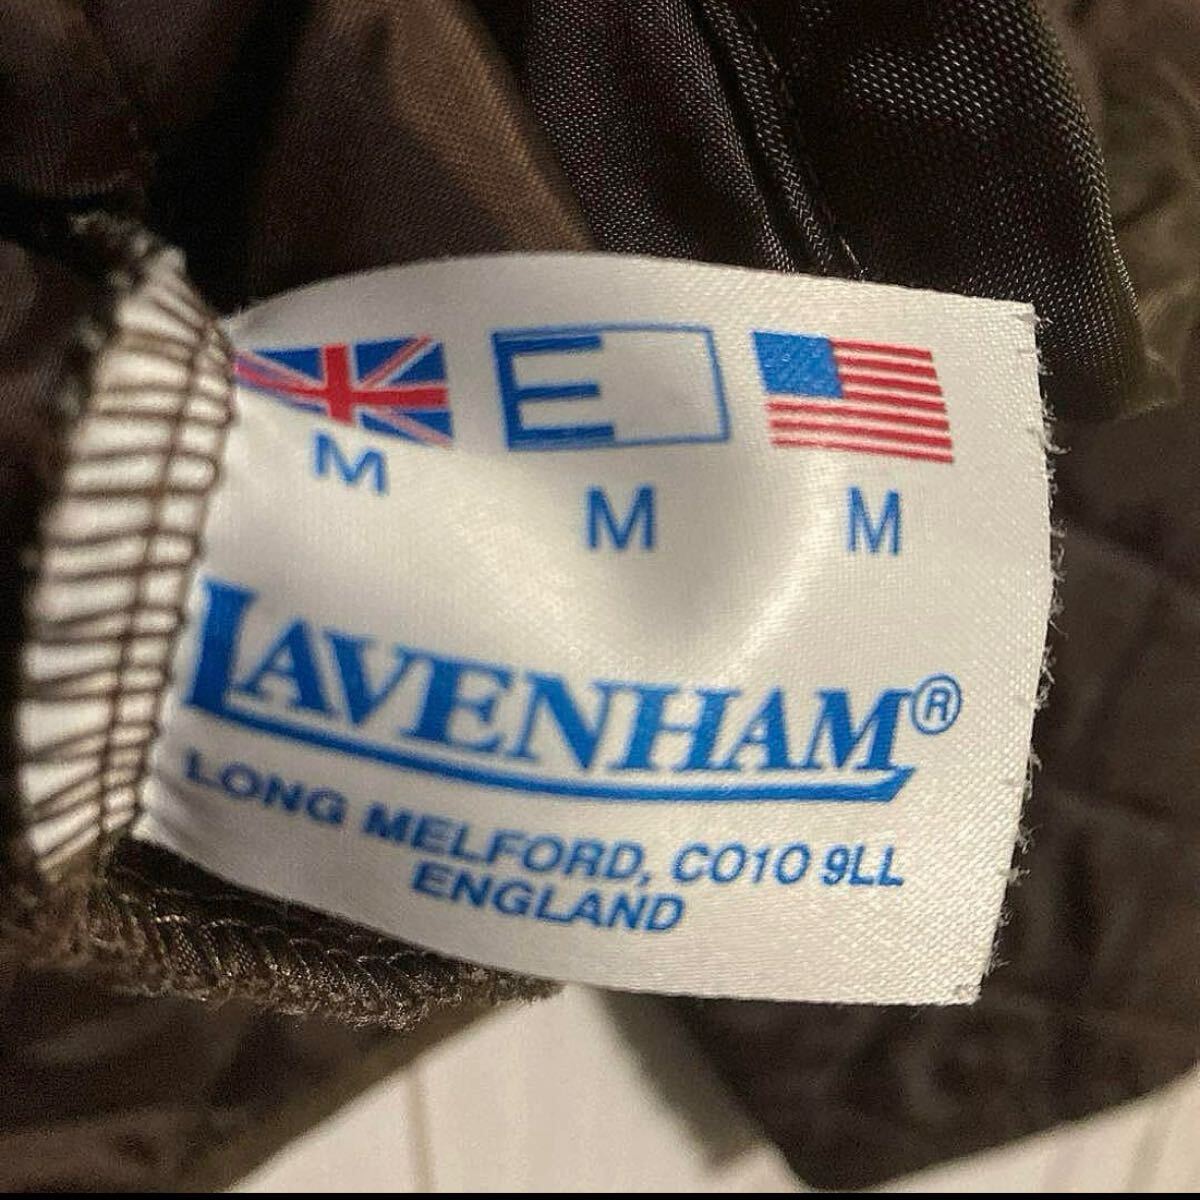 E
M M M
LAVENHAM®
LONG MELFORD, CO10 9LL
ENGLAND